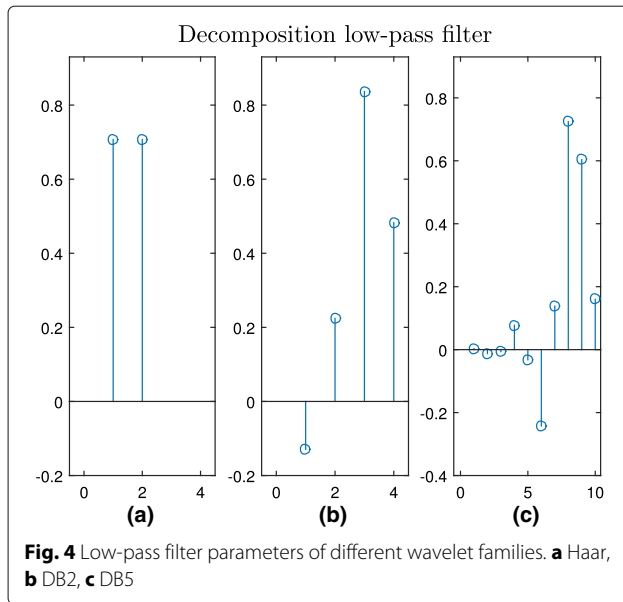 Decomposition low-pass filter
0.8
0.6
0.4
0.2
0
-0.2
0 2 4
(a)
0.8
0.6
0.4
0.2
0
-0.2
0 2 4
(b)
0.8
0.6
0.4
0.2
0
-0.2
-0.4
0 5 10
(c)
Fig. 4 Low-pass filter parameters of different wavelet families. a Haar,
b DB2, c DB5